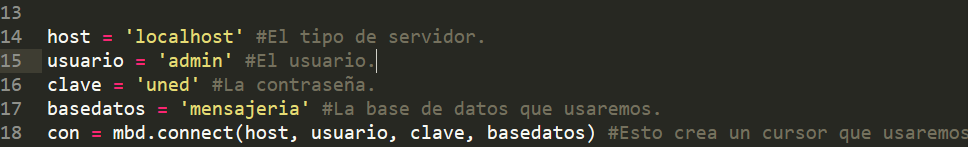 13
14 host = 'localhost' #El tipo de servidor.
15 usuario = 'admin' #El usuario.
16 clave = 'uned' #La contraseña.
17 basedatos = 'mensajeria' #La base de datos que usaremos.
18 con = mbd.connect(host, usuario, clave, basedatos) #Esto crea un cursor que usaremos